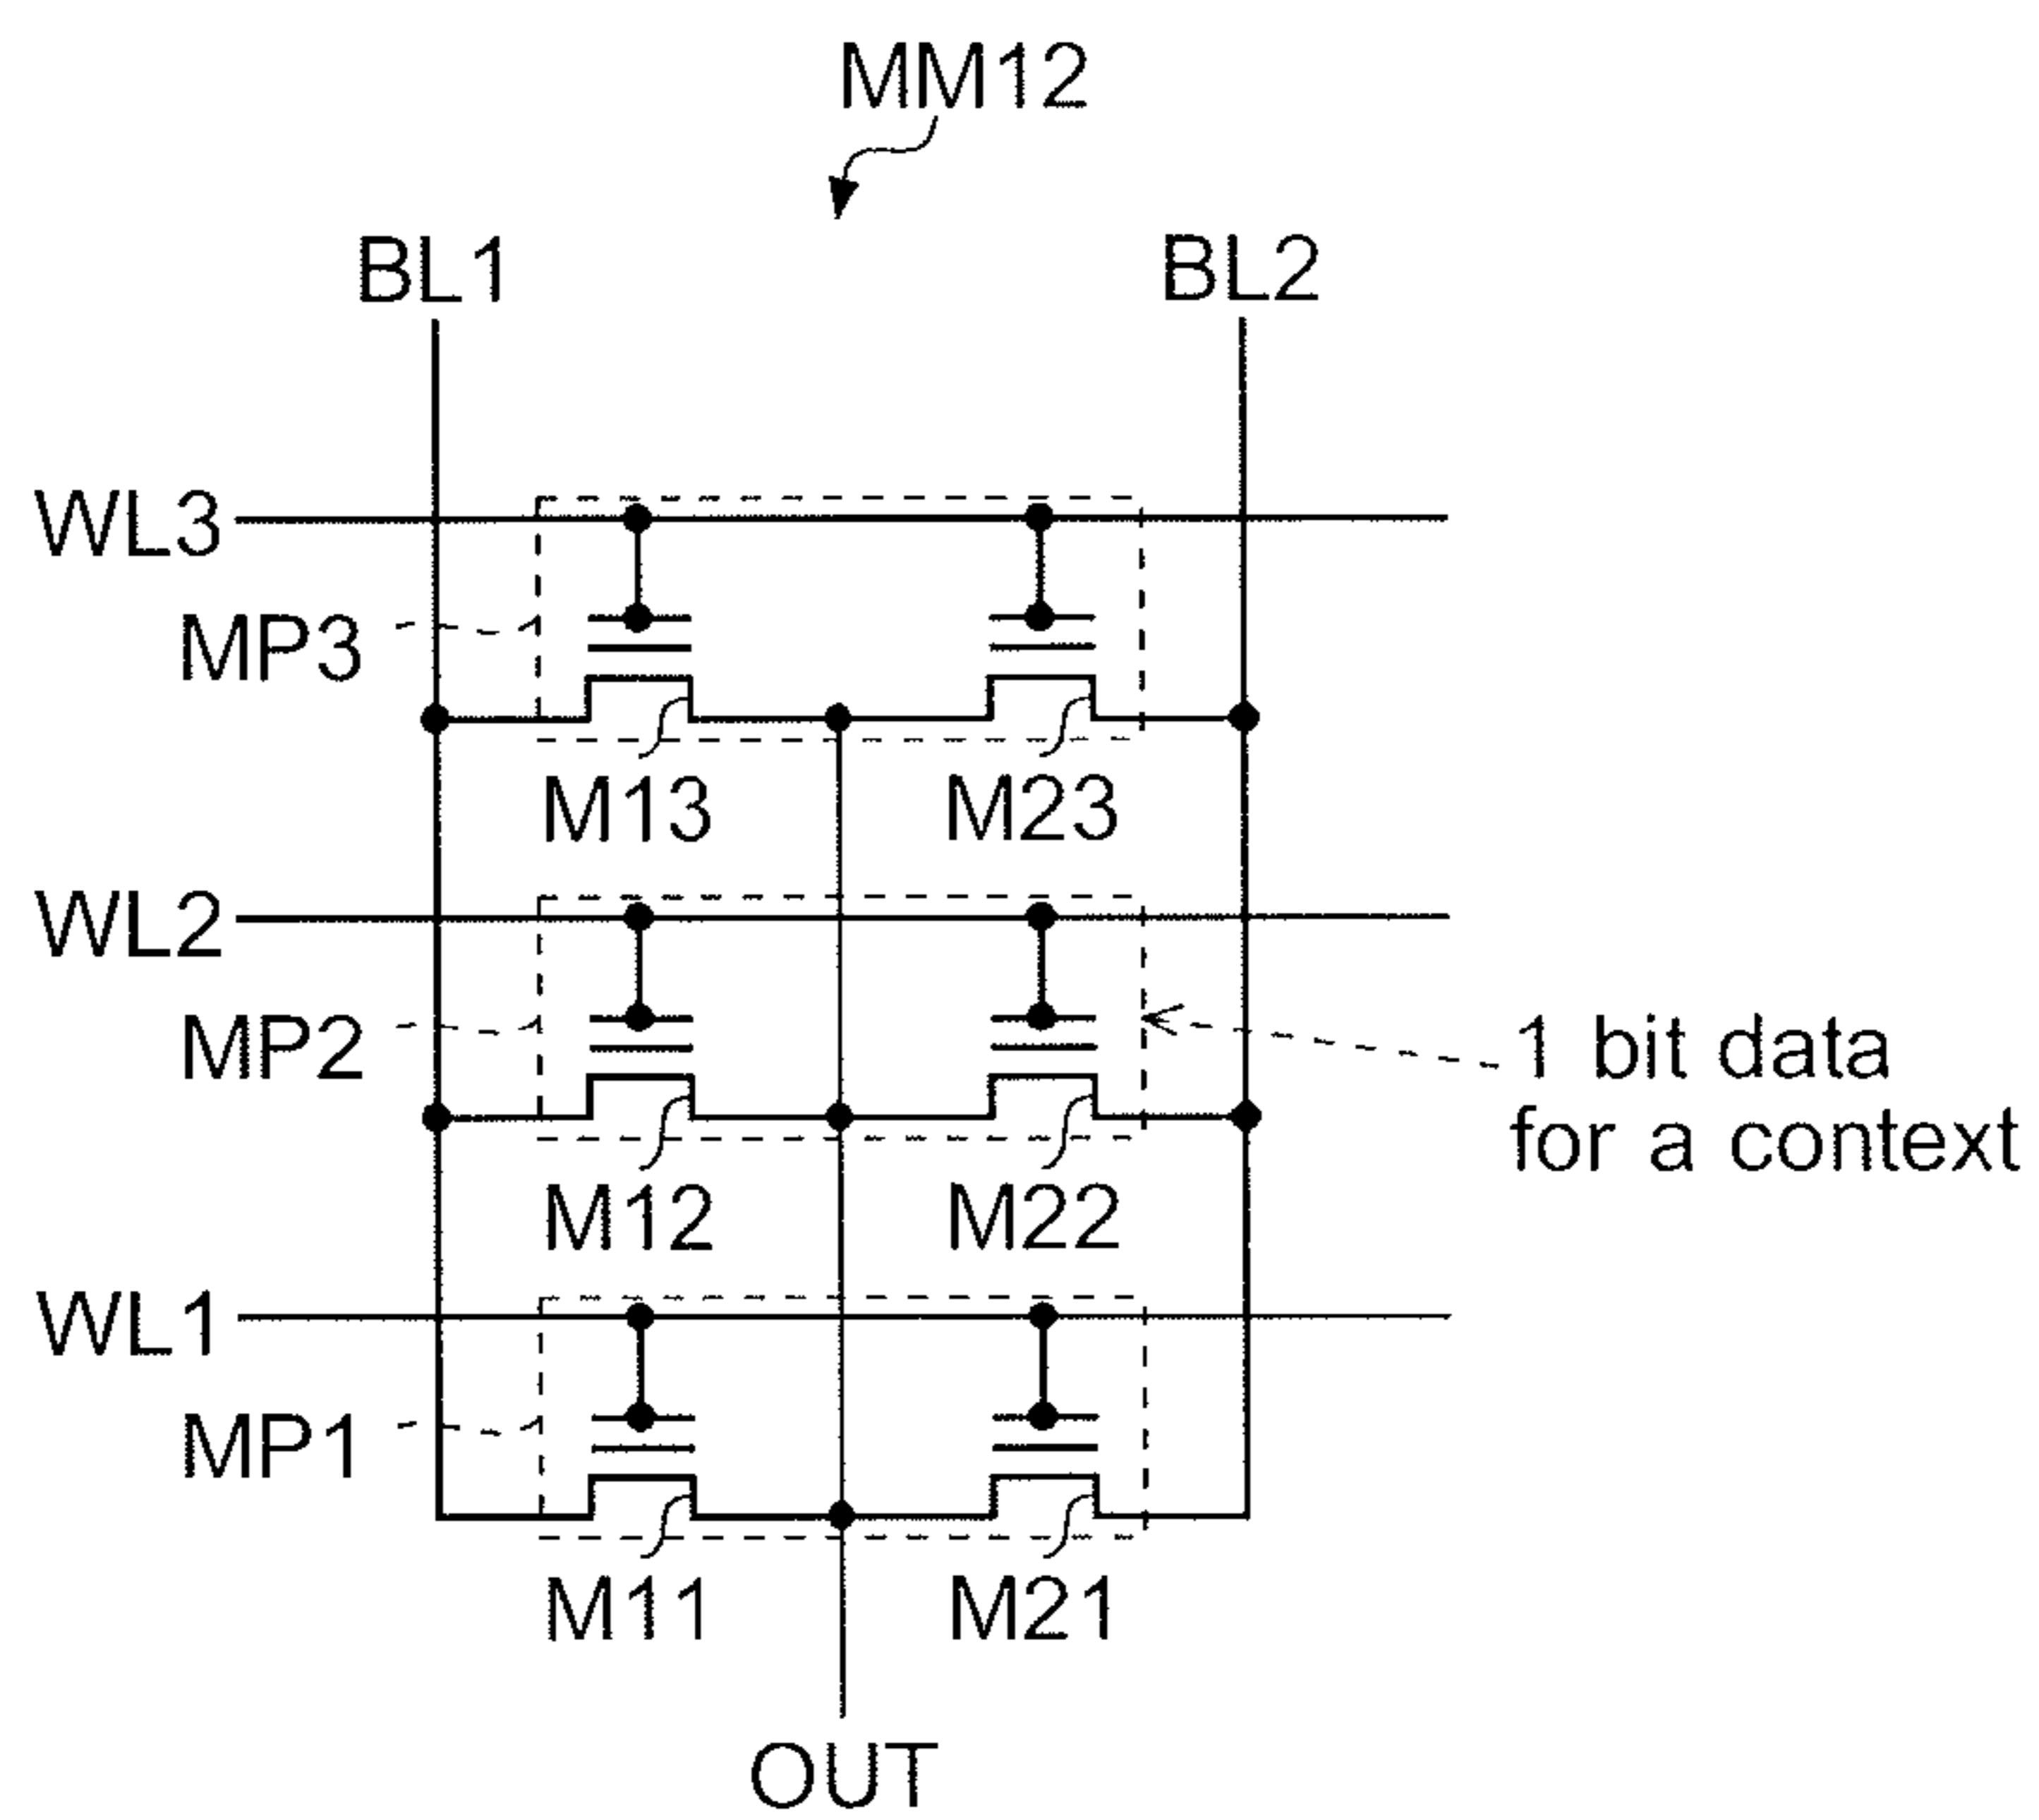 MM12
BL1 BL2
WL3
MP3
M13 M23
WL2
MP2
1 bit data
for a context
M12 M22
WL1
MP1
M11 M21
OUT